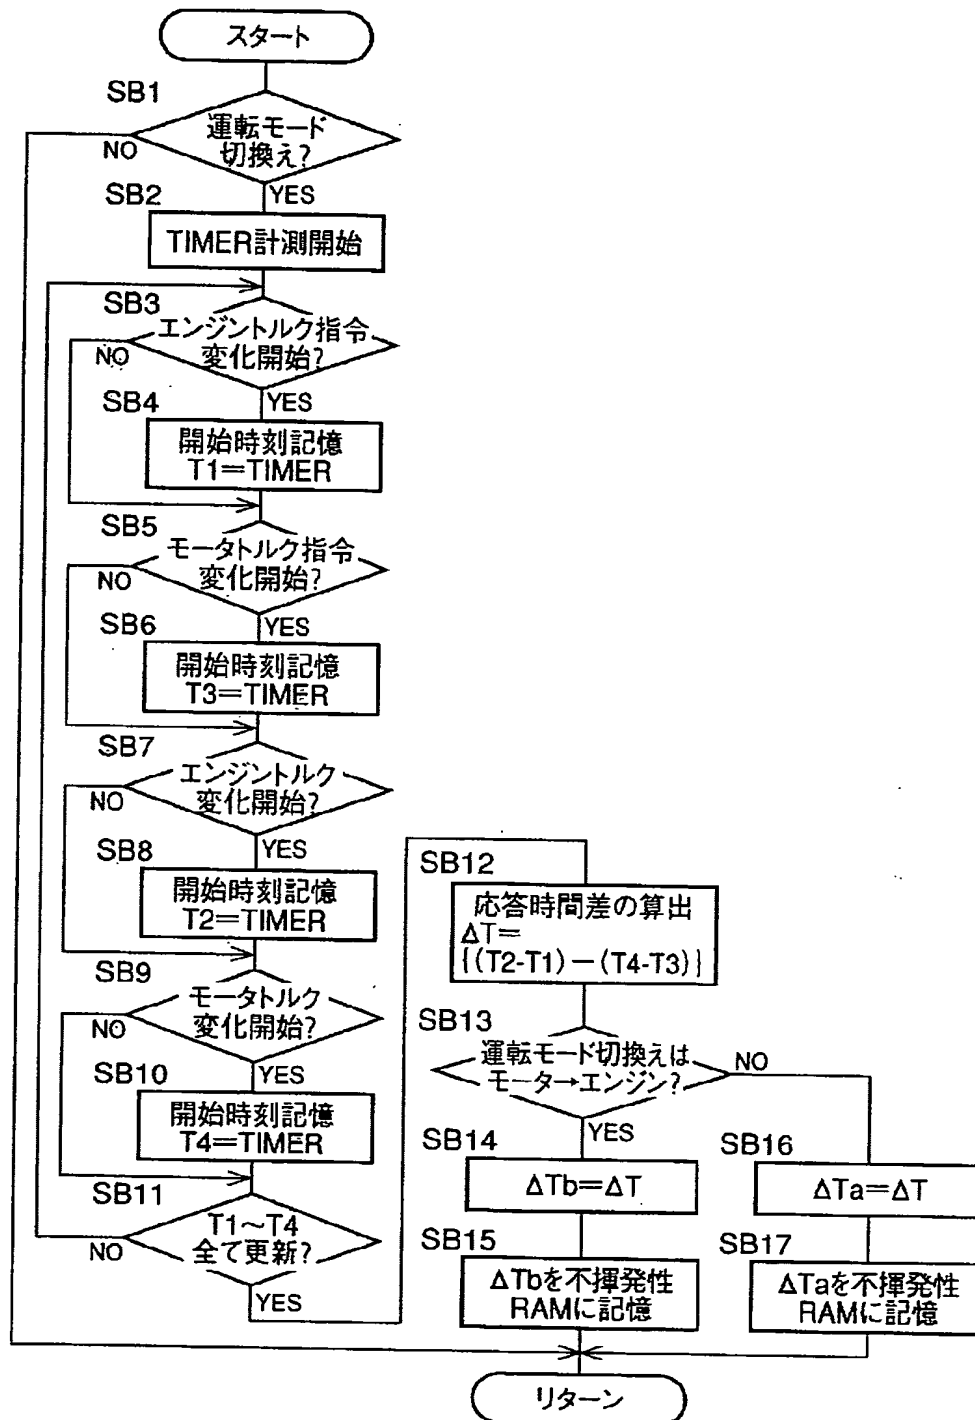 スタート
SB1
運転モード
切換え?
NO
YES
SB2
TIMER計測開始
SB3
エンジントルク指令
変化開始?
NO
YES
SB4
開始時刻記憶
T1=TIMER
SB5
モータトルク指令
変化開始?
NO
YES
SB6
開始時刻記憶
T3=TIMER
SB7
エンジントルク
変化開始?
NO
YES
SB8
開始時刻記憶
T2=TIMER
SB9
モータトルク
変化開始?
NO
YES
SB10
開始時刻記憶
T4=TIMER
SB11
T1~T4
全て更新?
NO
YES
SB12
応答時間差の算出
ΔT=
{(T2-T1)-(T4-T3)}
SB13
運転モード切換えは
モータ→エンジン?
NO
YES
SB14
ΔTb=ΔT
SB15
ΔTbを不揮発性
RAMに記憶
SB16
ΔTa=ΔT
SB17
ΔTaを不揮発性
RAMに記憶
リターン